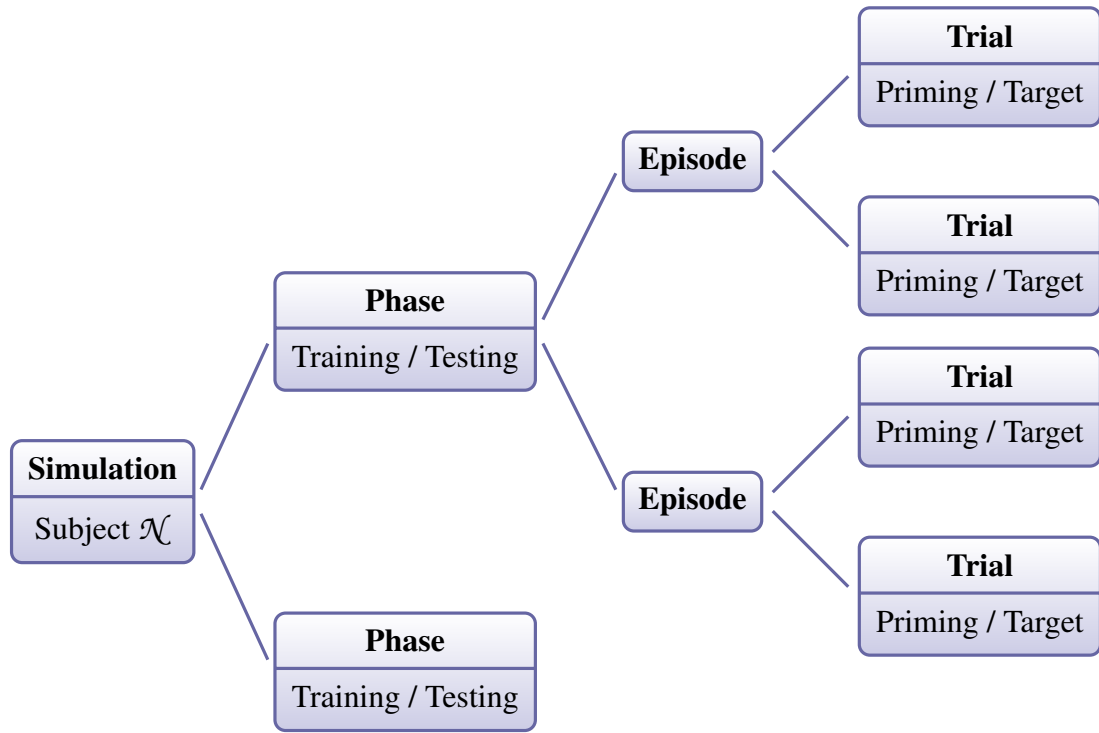 Trial
Priming / Target
Episode
Trial
Priming / Target
Phase
Training / Testing
Trial
Priming / Target
Simulation
Subject 𝒩
Episode
Trial
Priming / Target
Phase
Training / Testing